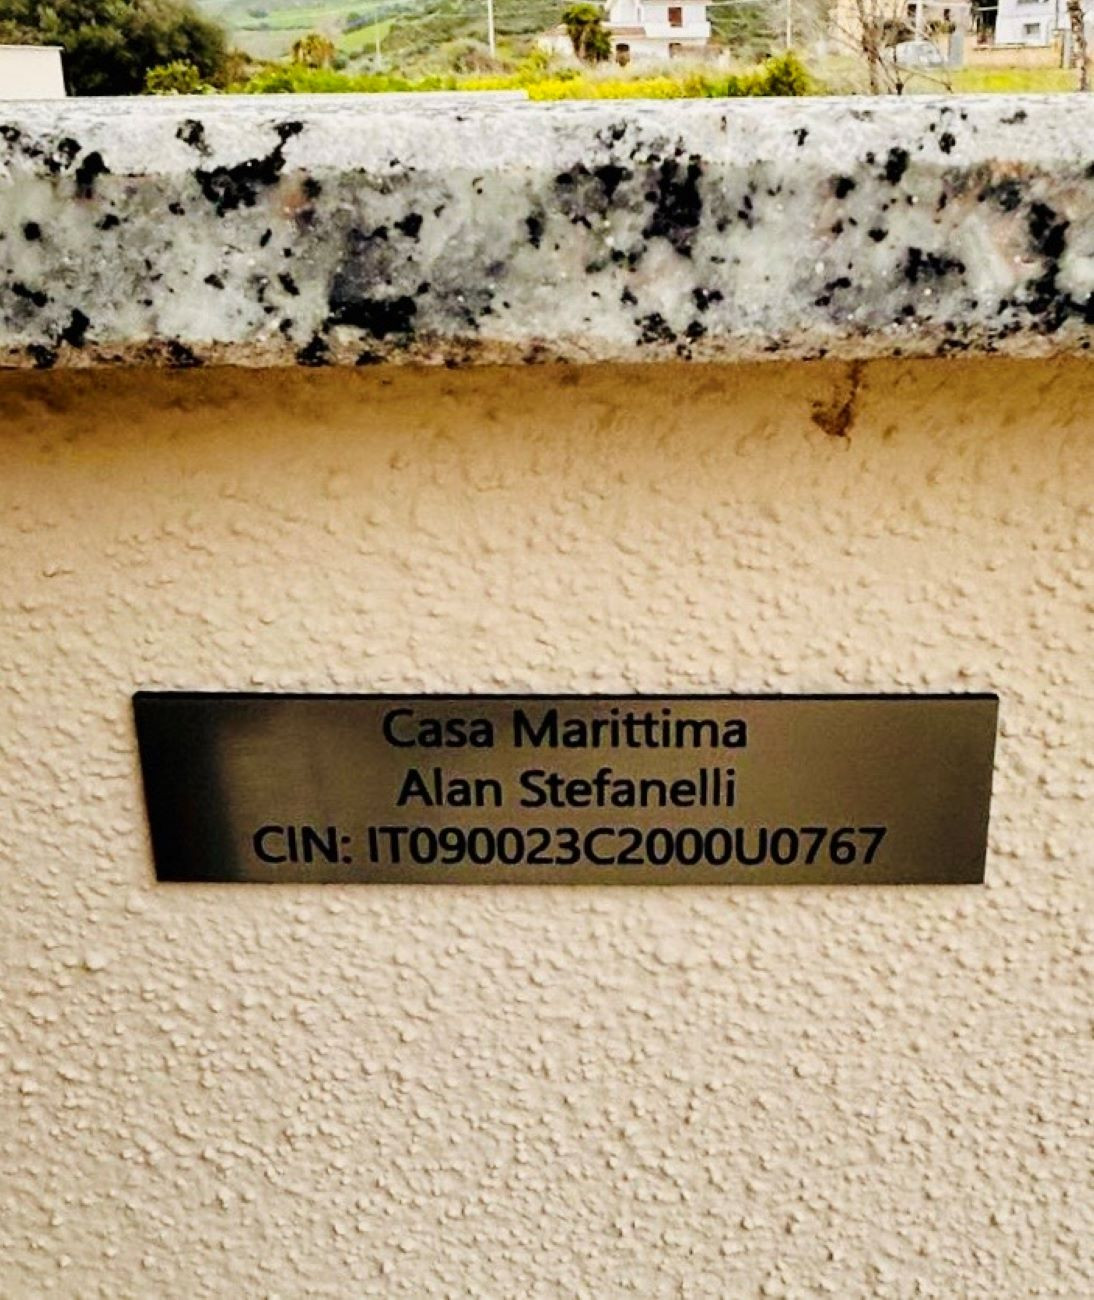 Casa Marittima
Alan Stefanelli
CIN: IT090023C2000U0767